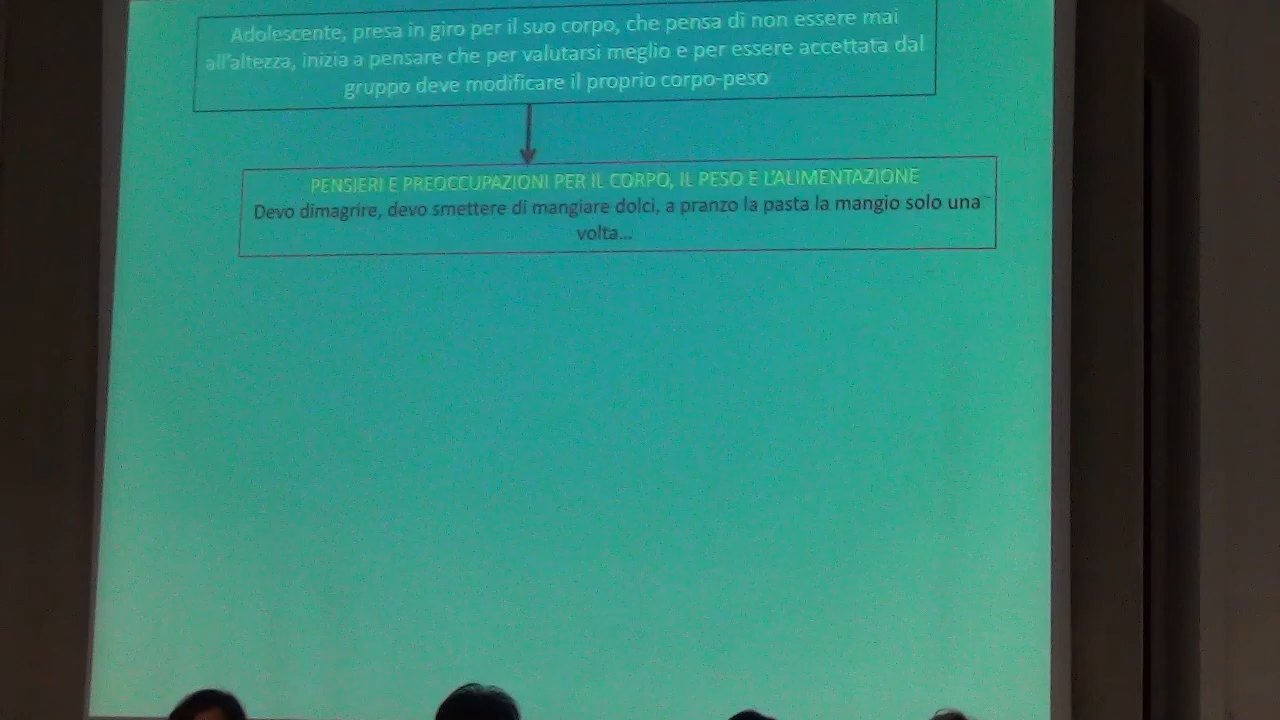 Adolescente, presa in giro per il suo corpo, che pensa di non essere mai
all'altezza, inizia a pensare che per valutarsi meglio e per essere accettata dal
gruppo deve modificare il proprio corpo-peso
PENSIERI E PREOCCUPAZIONI PER IL CORPO, IL PESO E L'ALIMENTAZIONE
Devo dimagrire, devo smettere di mangiare dolci, a pranzo la pasta la mangio solo una
volta...